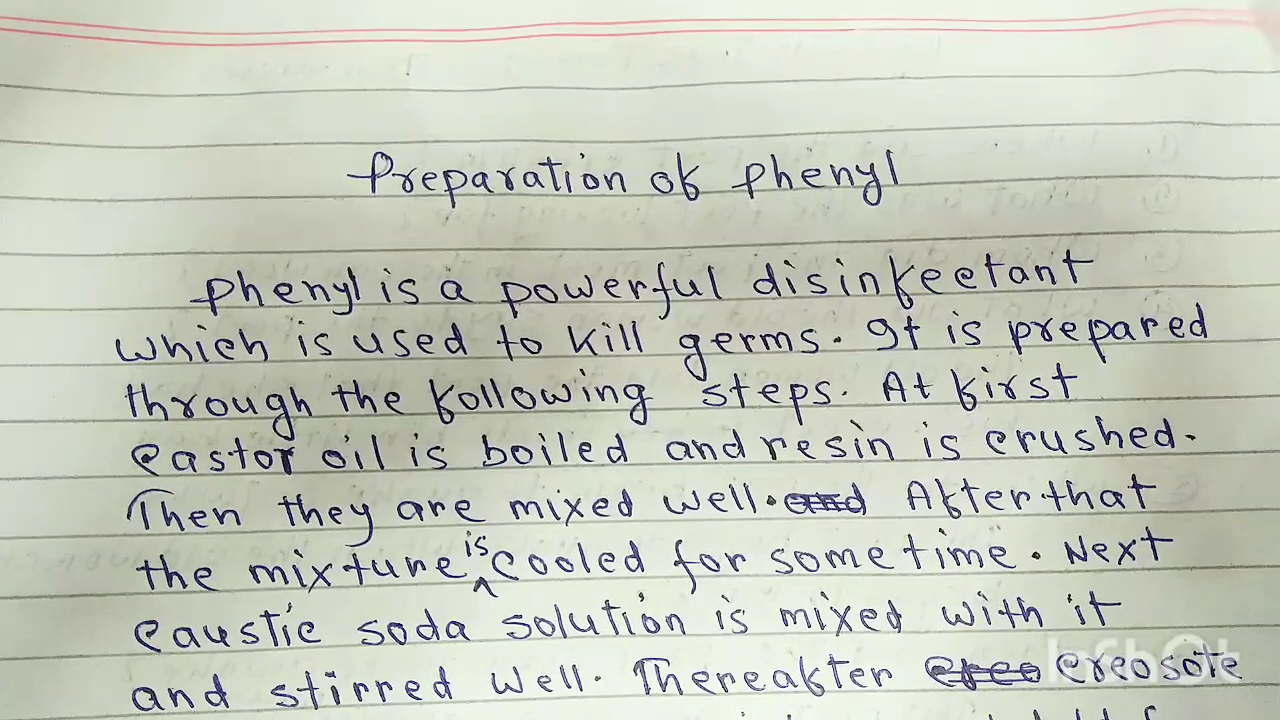 Preparation of Phenyl
Phenyl is a powerful disinfectant
which is used to kill germs. It is prepared
through the following steps. At first
castor oil is boiled and resin is crushed.
Then they are mixed well. and After that
the mixture is cooled for some time. Next
caustic soda solution is mixed with it
and stirred well. Thereafter creo creosote
InShOt